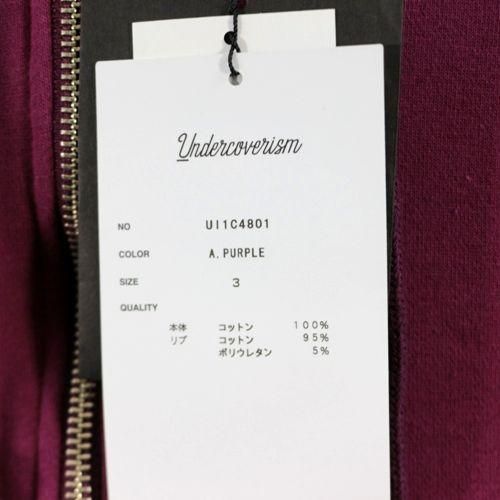 Undercoverism
NO UI1C4801
COLOR A.PURPLE
SIZE 3
QUALITY
本体 コットン 100%
リブ コットン 95%
ポリウレタン 5%